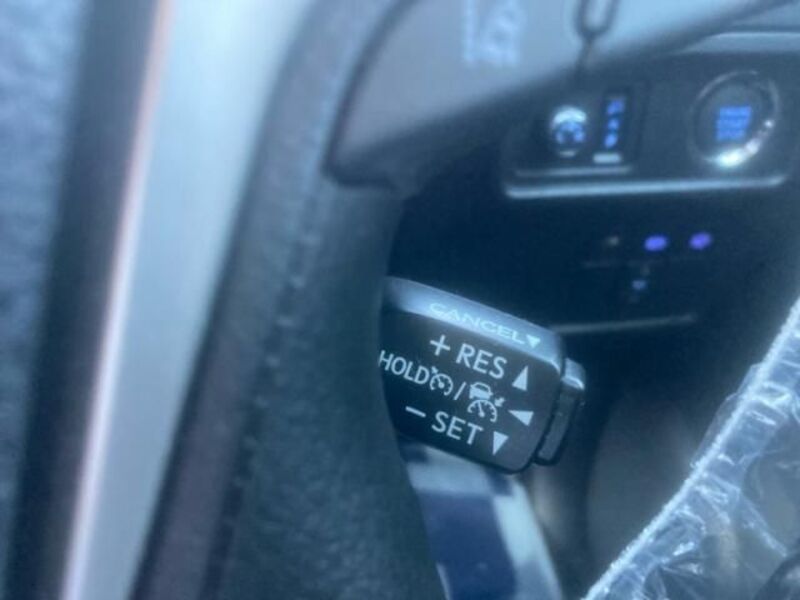 CANCEL▼
+ RES ▲
HOLD / ◀
− SET ▼